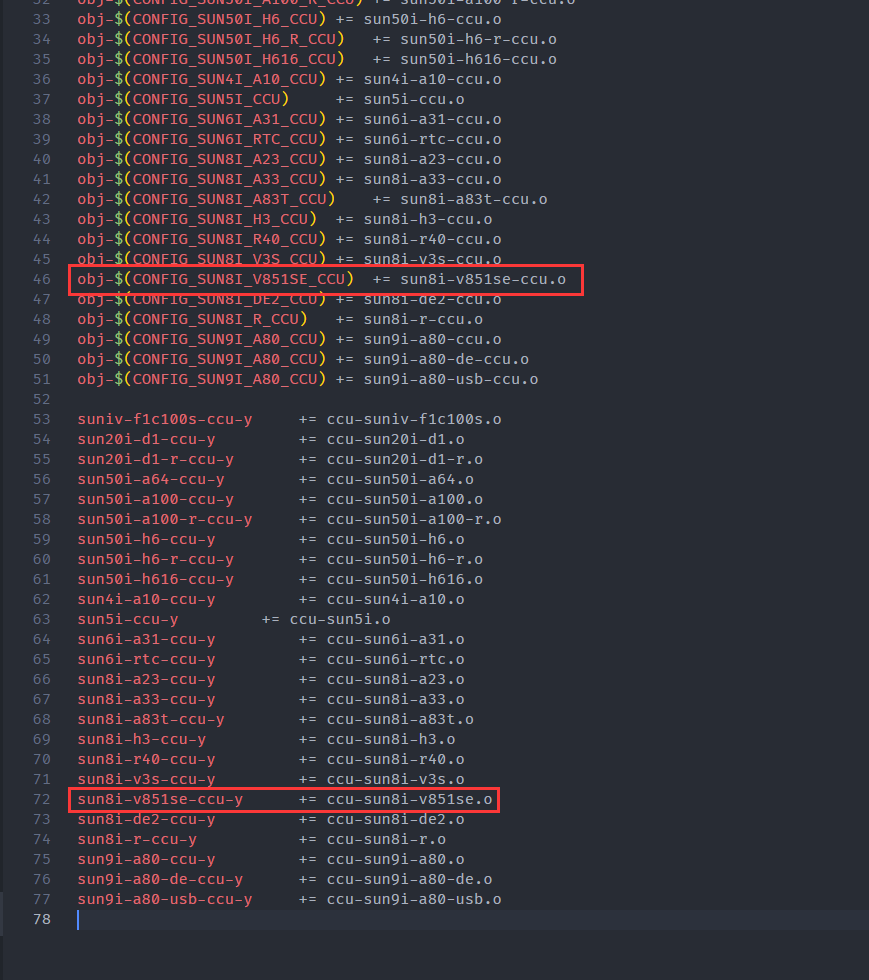 32 obj-$(CONFIG_SUN50I_A100_R_CCU) += sun50i-a100-r-ccu.o
33 obj-$(CONFIG_SUN50I_H6_CCU) += sun50i-h6-ccu.o
34 obj-$(CONFIG_SUN50I_H6_R_CCU) += sun50i-h6-r-ccu.o
35 obj-$(CONFIG_SUN50I_H616_CCU) += sun50i-h616-ccu.o
36 obj-$(CONFIG_SUN4I_A10_CCU) += sun4i-a10-ccu.o
37 obj-$(CONFIG_SUN5I_CCU) += sun5i-ccu.o
38 obj-$(CONFIG_SUN6I_A31_CCU) += sun6i-a31-ccu.o
39 obj-$(CONFIG_SUN6I_RTC_CCU) += sun6i-rtc-ccu.o
40 obj-$(CONFIG_SUN8I_A23_CCU) += sun8i-a23-ccu.o
41 obj-$(CONFIG_SUN8I_A33_CCU) += sun8i-a33-ccu.o
42 obj-$(CONFIG_SUN8I_A83T_CCU) += sun8i-a83t-ccu.o
43 obj-$(CONFIG_SUN8I_H3_CCU) += sun8i-h3-ccu.o
44 obj-$(CONFIG_SUN8I_R40_CCU) += sun8i-r40-ccu.o
45 obj-$(CONFIG_SUN8I_V3S_CCU) += sun8i-v3s-ccu.o
46 obj-$(CONFIG_SUN8I_V851SE_CCU) += sun8i-v851se-ccu.o
47 obj-$(CONFIG_SUN8I_DE2_CCU) += sun8i-de2-ccu.o
48 obj-$(CONFIG_SUN8I_R_CCU) += sun8i-r-ccu.o
49 obj-$(CONFIG_SUN9I_A80_CCU) += sun9i-a80-ccu.o
50 obj-$(CONFIG_SUN9I_A80_CCU) += sun9i-a80-de-ccu.o
51 obj-$(CONFIG_SUN9I_A80_CCU) += sun9i-a80-usb-ccu.o
52
53 suniv-f1c100s-ccu-y += ccu-suniv-f1c100s.o
54 sun20i-d1-ccu-y += ccu-sun20i-d1.o
55 sun20i-d1-r-ccu-y += ccu-sun20i-d1-r.o
56 sun50i-a64-ccu-y += ccu-sun50i-a64.o
57 sun50i-a100-ccu-y += ccu-sun50i-a100.o
58 sun50i-a100-r-ccu-y += ccu-sun50i-a100-r.o
59 sun50i-h6-ccu-y += ccu-sun50i-h6.o
60 sun50i-h6-r-ccu-y += ccu-sun50i-h6-r.o
61 sun50i-h616-ccu-y += ccu-sun50i-h616.o
62 sun4i-a10-ccu-y += ccu-sun4i-a10.o
63 sun5i-ccu-y += ccu-sun5i.o
64 sun6i-a31-ccu-y += ccu-sun6i-a31.o
65 sun6i-rtc-ccu-y += ccu-sun6i-rtc.o
66 sun8i-a23-ccu-y += ccu-sun8i-a23.o
67 sun8i-a33-ccu-y += ccu-sun8i-a33.o
68 sun8i-a83t-ccu-y += ccu-sun8i-a83t.o
69 sun8i-h3-ccu-y += ccu-sun8i-h3.o
70 sun8i-r40-ccu-y += ccu-sun8i-r40.o
71 sun8i-v3s-ccu-y += ccu-sun8i-v3s.o
72 sun8i-v851se-ccu-y += ccu-sun8i-v851se.o
73 sun8i-de2-ccu-y += ccu-sun8i-de2.o
74 sun8i-r-ccu-y += ccu-sun8i-r.o
75 sun9i-a80-ccu-y += ccu-sun9i-a80.o
76 sun9i-a80-de-ccu-y += ccu-sun9i-a80-de.o
77 sun9i-a80-usb-ccu-y += ccu-sun9i-a80-usb.o
78